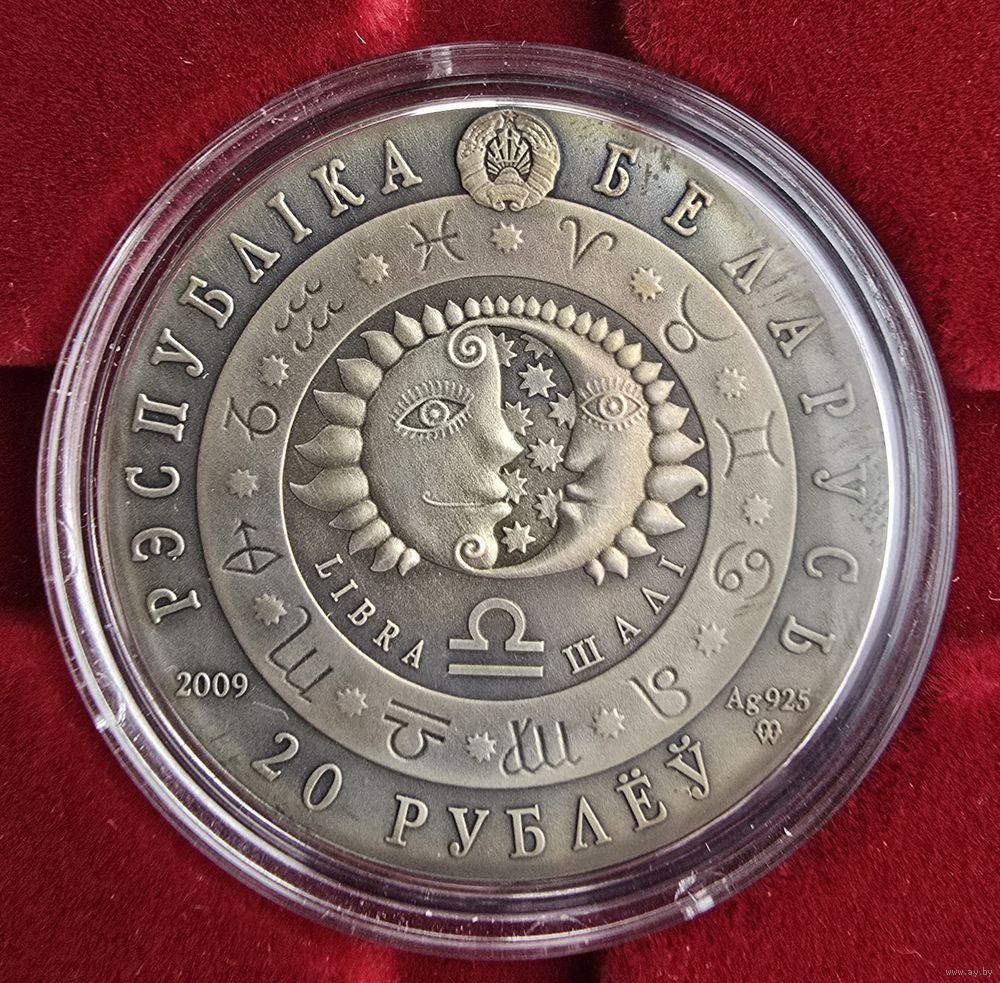 РЭСПУБЛІКА БЕЛАРУСЬ
LIBRA ШАЛІ
2009
Ag 925
20 РУБЛЁЎ
www.ay.by